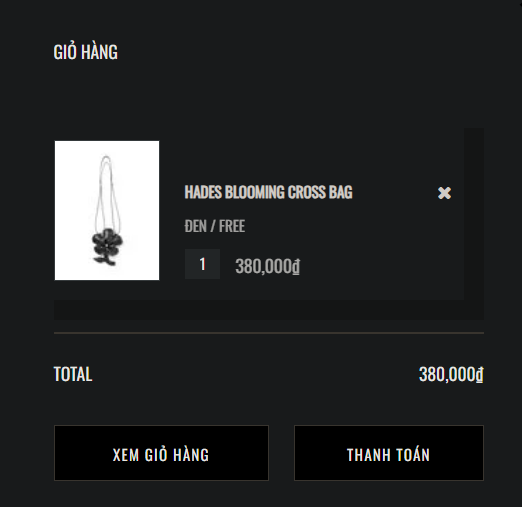 GIỎ HÀNG
HADES BLOOMING CROSS BAG
ĐEN / FREE
1 380,000₫
TOTAL 380,000₫
XEM GIỎ HÀNG THANH TOÁN